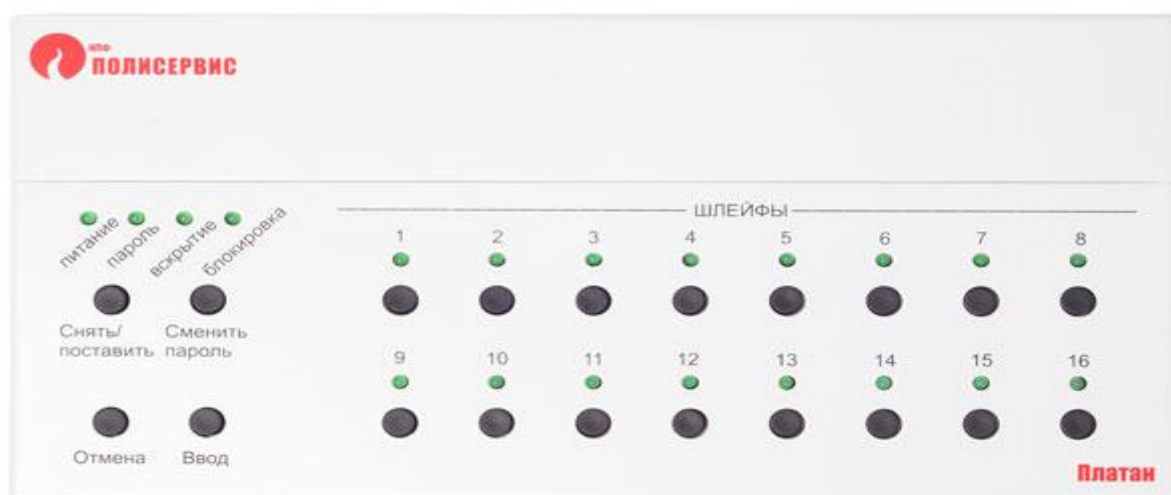 НПФ
ПОЛИСЕРВИС
питание
пароль
вскрытие
блокировка
ШЛЕЙФЫ
1 2 3 4 5 6 7 8
Снять/
поставить
Сменить
пароль
9 10 11 12 13 14 15 16
Отмена
Ввод
Платан